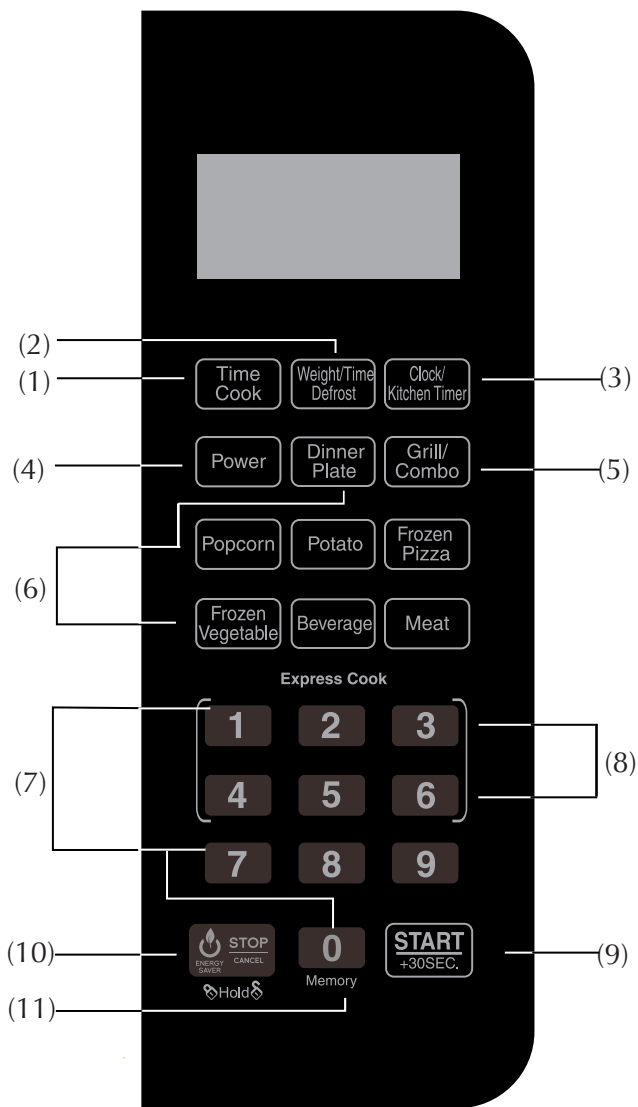 (2)
(1)
Time
Cook
Weight/Time
Defrost
Clock/
Kitchen Timer
(3)
(4)
Power
Dinner
Plate
Grill/
Combo
(5)
(6)
Popcorn
Potato
Frozen
Pizza
Frozen
Vegetable
Beverage
Meat
Express Cook
(7)
1 2 3
(8)
4 5 6
7 8 9
(10)
ENERGY
SAVER
STOP
CANCEL
Hold
0
Memory
START
+30SEC.
(9)
(11)